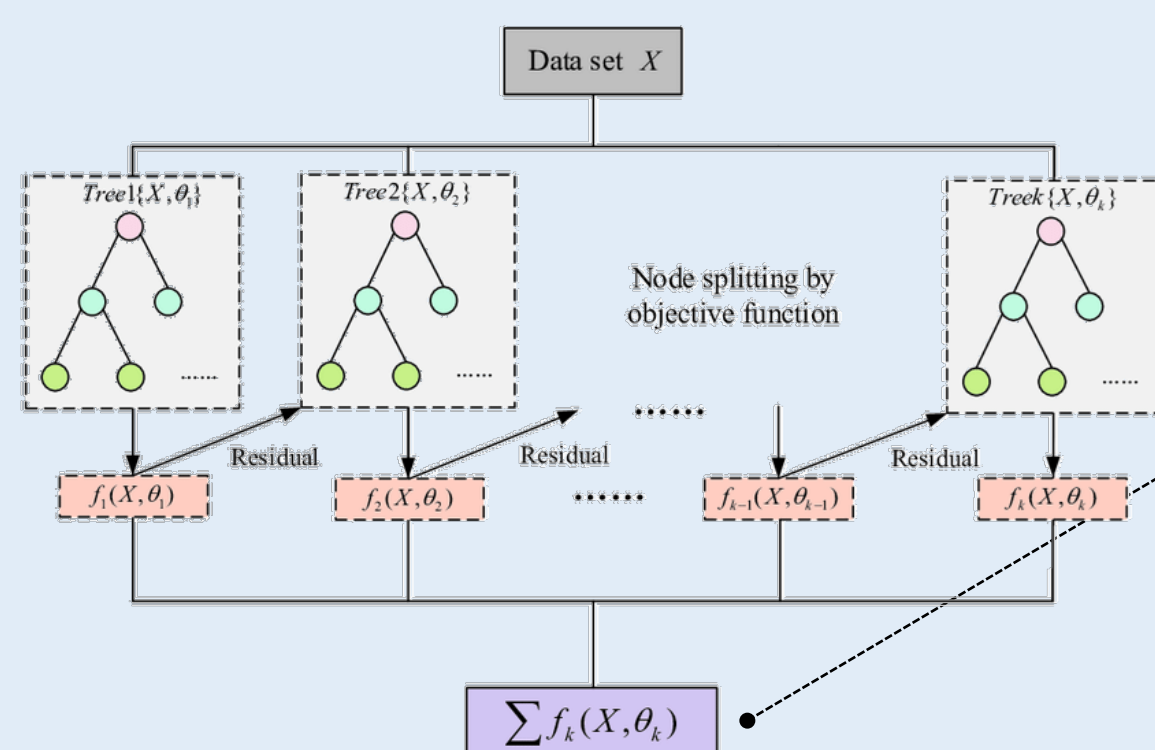 Data set X
Tree1{X,θ₁}
Tree2{X,θ₂}
Treek{X,θₖ}
Node splitting by
objective function
......
......
......
......
Residual
Residual
Residual
f₁(X,θ₁)
f₂(X,θ₂)
......
fₖ₋₁(X,θₖ₋₁)
fₖ(X,θₖ)
∑fₖ(X,θₖ)